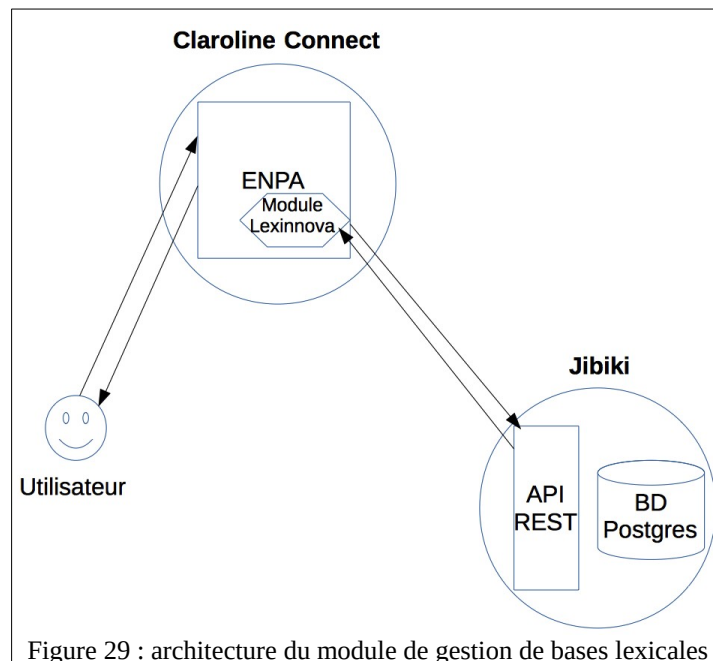 Claroline Connect
ENPA
Module
Lexinnova
Jibiki
Utilisateur
API
REST
BD
Postgres
Figure 29 : architecture du module de gestion de bases lexicales